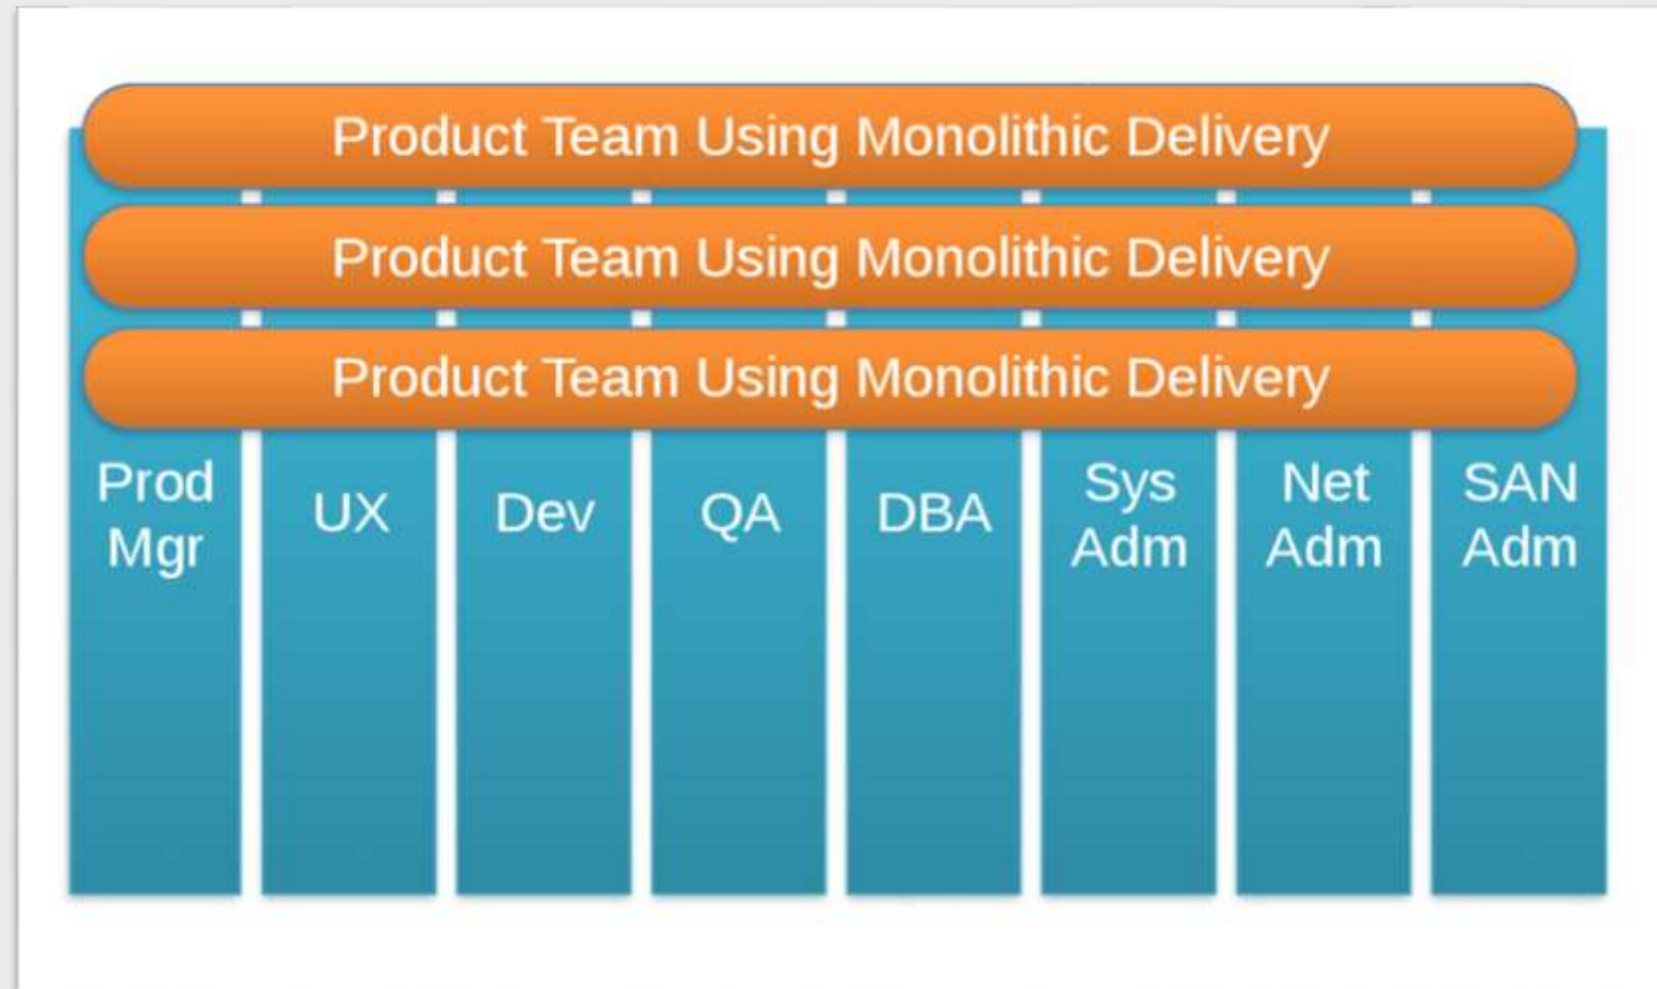 Product Team Using Monolithic Delivery
Product Team Using Monolithic Delivery
Product Team Using Monolithic Delivery
Prod
Mgr
UX
Dev
QA
DBA
Sys
Adm
Net
Adm
SAN
Adm